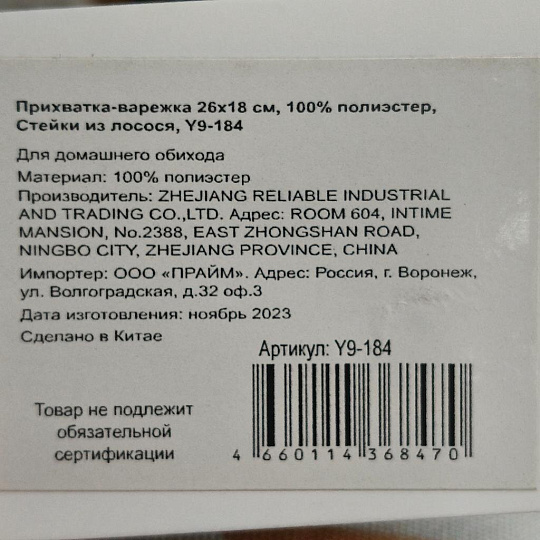 Прихватка-варежка 26х18 см, 100% полиэстер,
Стейки из лосося, Y9-184
Для домашнего обихода
Материал: 100% полиэстер
Производитель: ZHEJIANG RELIABLE INDUSTRIAL
AND TRADING CO.,LTD. Адрес: ROOM 604, INTIME
MANSION, No.2388, EAST ZHONGSHAN ROAD,
NINGBO CITY, ZHEJIANG PROVINCE, CHINA
Импортер: ООО «ПРАЙМ». Адрес: Россия, г. Воронеж,
ул. Волгоградская, д.32 оф.3
Дата изготовления: ноябрь 2023
Сделано в Китае
Артикул: Y9-184
Товар не подлежит
обязательной
сертификации
4 660114 368470